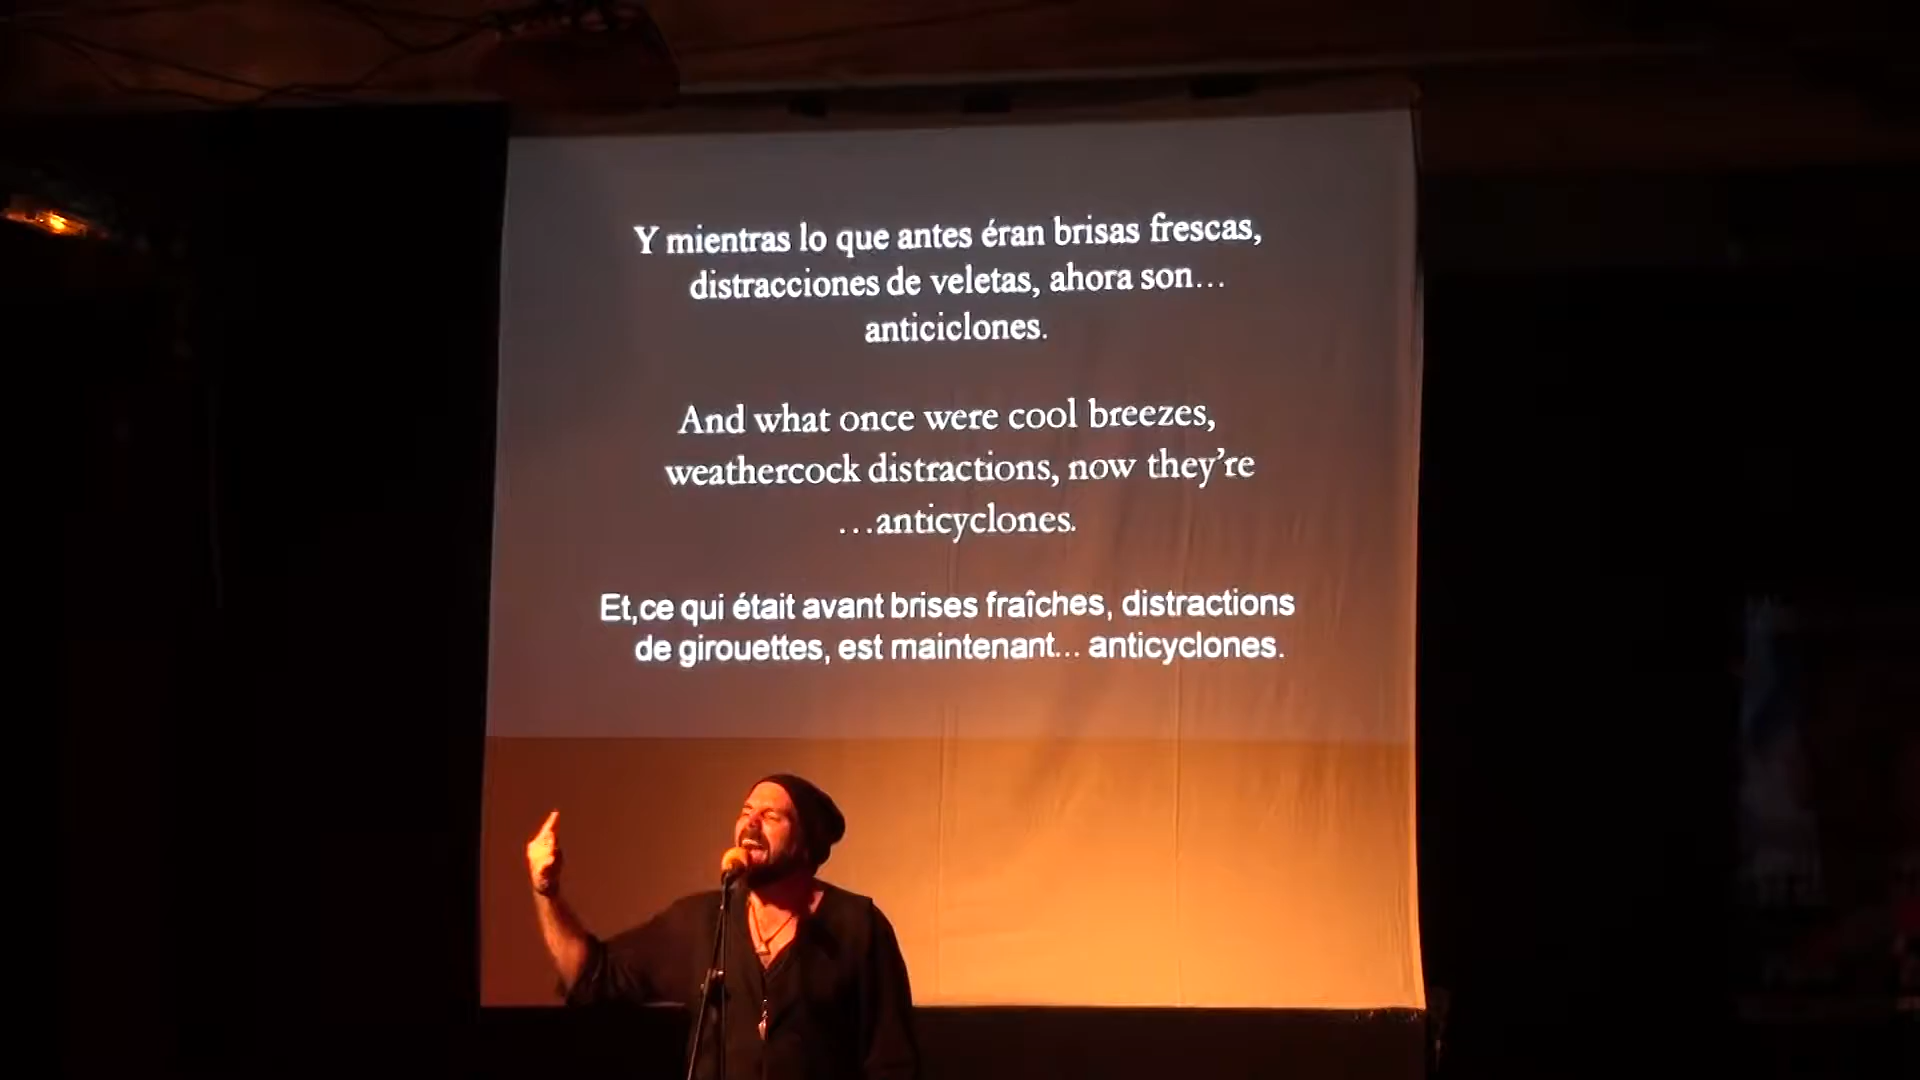 Y mientras lo que antes éran brisas frescas,
distracciones de veletas, ahora son…
anticiclones.
And what once were cool breezes,
weathercock distractions, now they’re
…anticyclones.
Et,ce qui était avant brises fraîches, distractions
de girouettes, est maintenant... anticyclones.